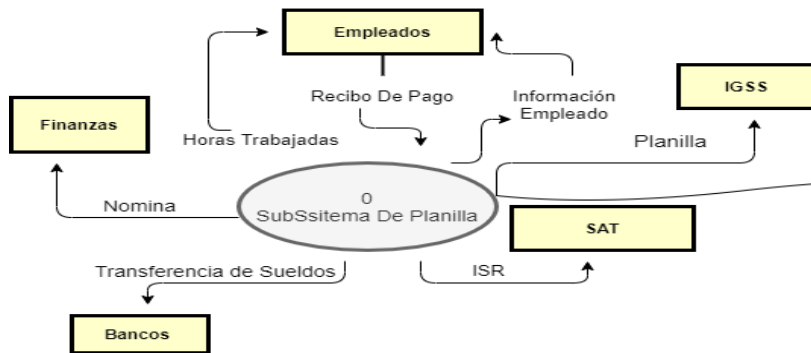 Empleados
Recibo De Pago
Información
Empleado
IGSS
Finanzas
Horas Trabajadas
Planilla
0
SubSsitema De Planilla
Nomina
SAT
Transferencia de Sueldos
ISR
Bancos